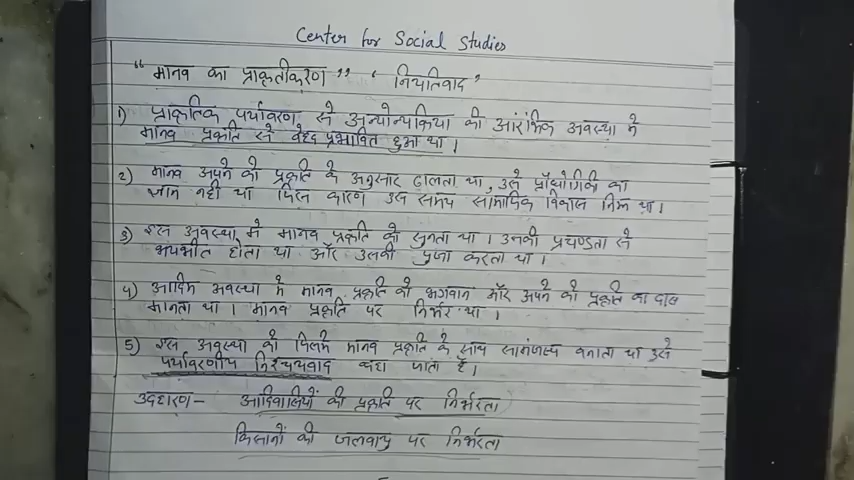 Center for Social Studies
"मानव का प्राकृतीकरण" 'नियतिवाद'
1) प्राकृतिक पर्यावरण से अन्योन्यक्रिया की आरंभिक अवस्था मे
मानव प्रकृति से बेहद प्रभावित हुआ था।
2) मानव अपने को प्रकृति के अनुसार ढालता था, उसे प्रौद्योगिकी का
ज्ञान नही था जिस कारण उस समय सामाजिक विकास निम्न था।
3) इस अवस्था मे मानव प्रकृति को सुनता था। उनकी प्रचण्डता से
भयभीत होता था और उसकी पुजा करता था।
4) आदिम अवस्था मे मानव प्रकृति को भगवान और अपने को प्रकृति का दास
मानता था। मानव प्रकृति पर निर्भर था।
5) इस अवस्था को जिसमे मानव प्रकृति के साथ सामंजस्य बनाता था उसे
पर्यावरणीय निश्चयवाद कहा जाता है।
उदहारण- आदिवासियों की प्रकृति पर निर्भरता
किसानों की जलवायु पर निर्भरता